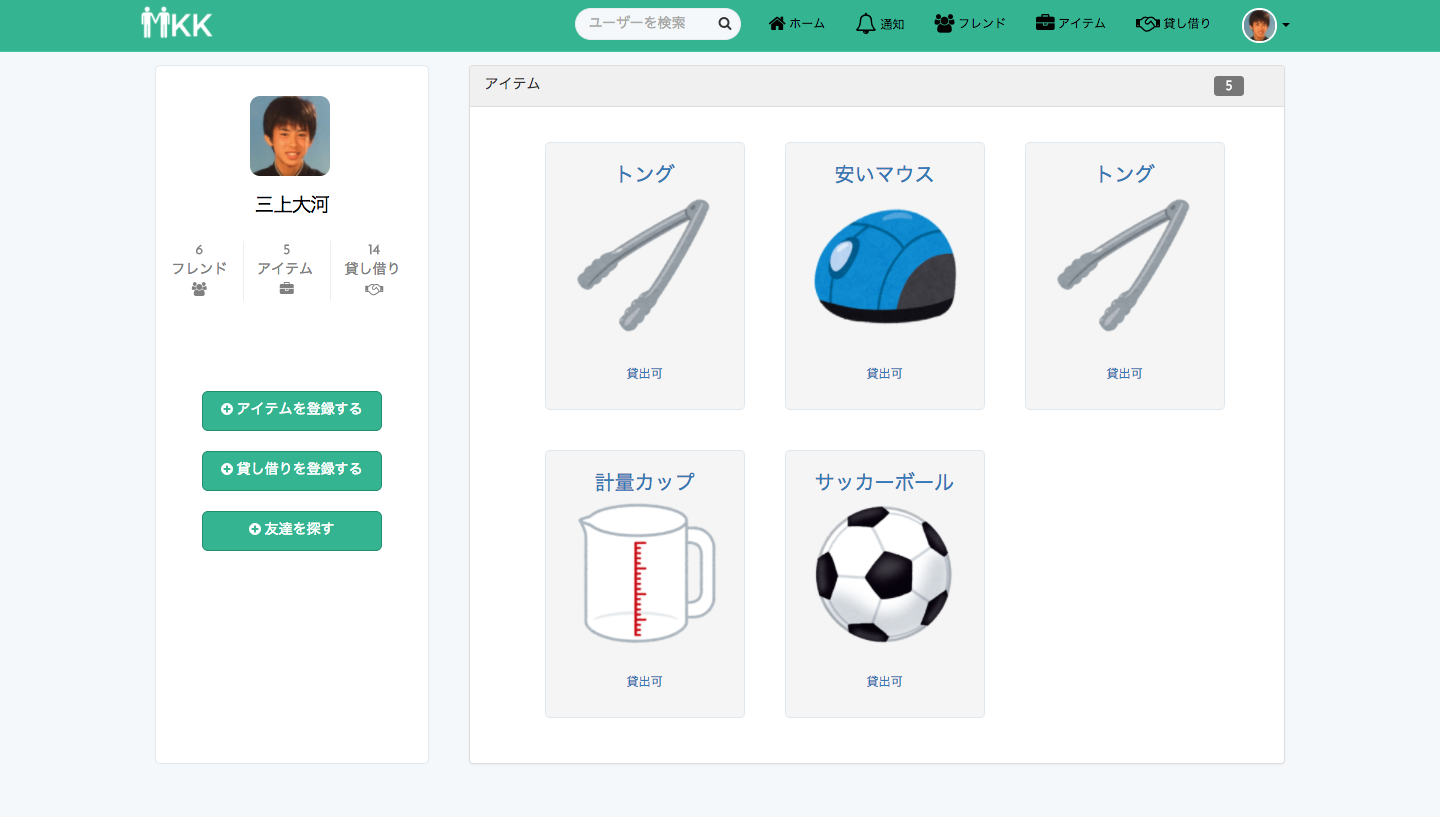 MKK
ユーザーを検索
ホーム
通知
フレンド
アイテム
貸し借り
三上大河
6
フレンド
5
アイテム
14
貸し借り
アイテムを登録する
貸し借りを登録する
友達を探す
アイテム
5
トング
貸出可
安いマウス
貸出可
トング
貸出可
計量カップ
貸出可
サッカーボール
貸出可